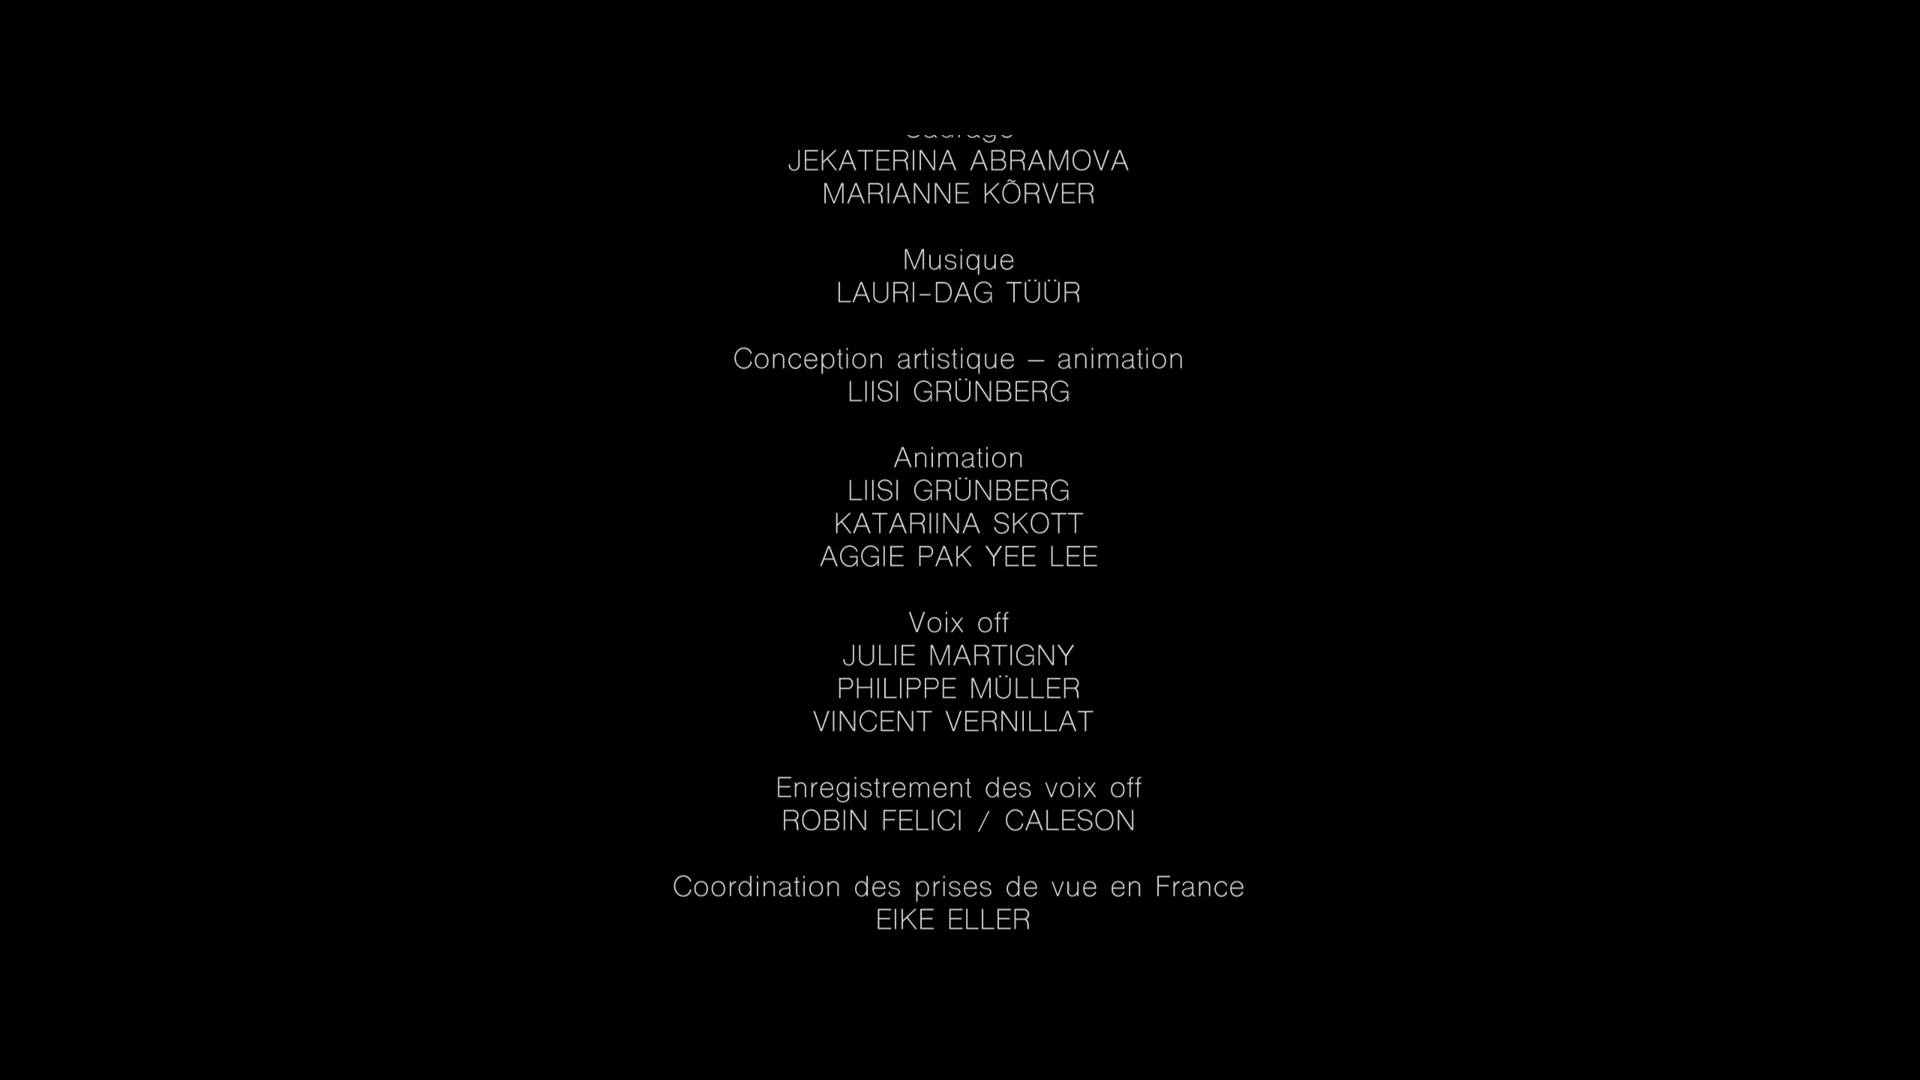 JEKATERINA ABRAMOVA
MARIANNE KÕRVER
Musique
LAURI-DAG TÜÜR
Conception artistique – animation
LIISI GRÜNBERG
Animation
LIISI GRÜNBERG
KATARIINA SKOTT
AGGIE PAK YEE LEE
Voix off
JULIE MARTIGNY
PHILIPPE MÜLLER
VINCENT VERNILLAT
Enregistrement des voix off
ROBIN FELICI / CALESON
Coordination des prises de vue en France
EIKE ELLER